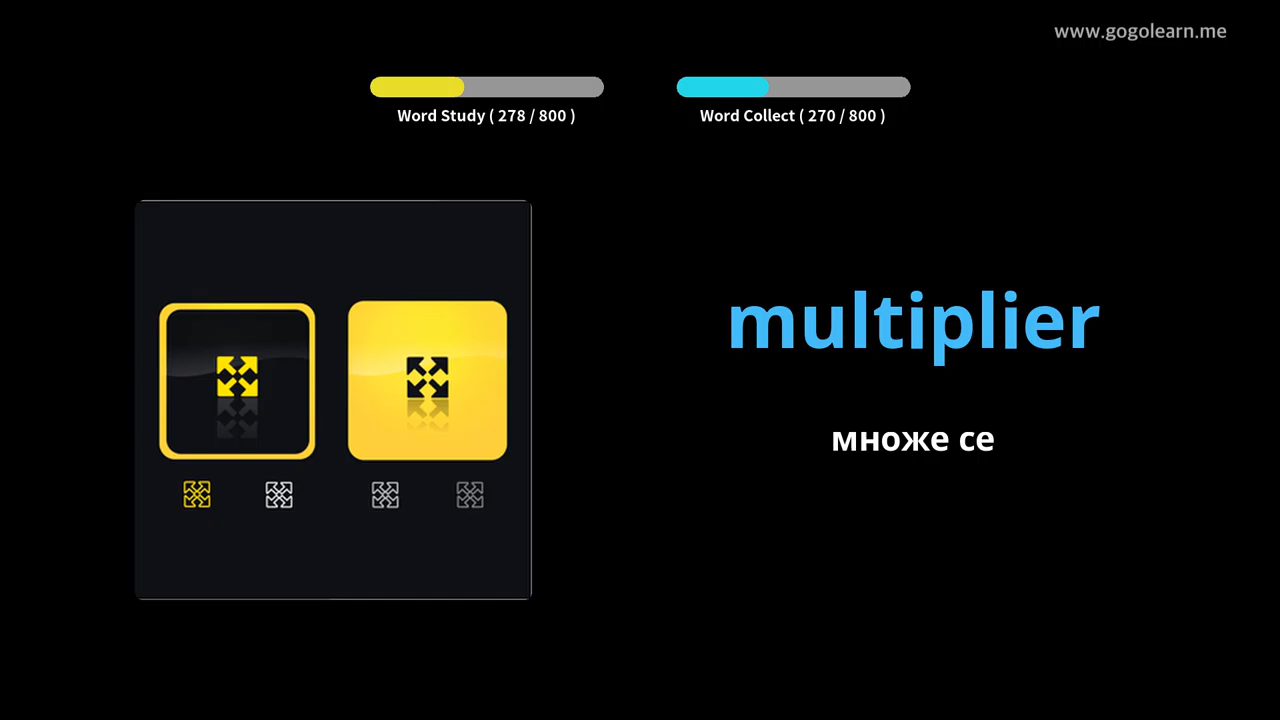 www.gogolearn.me
Word Study ( 278 / 800 )
Word Collect ( 270 / 800 )
multiplier
множе се